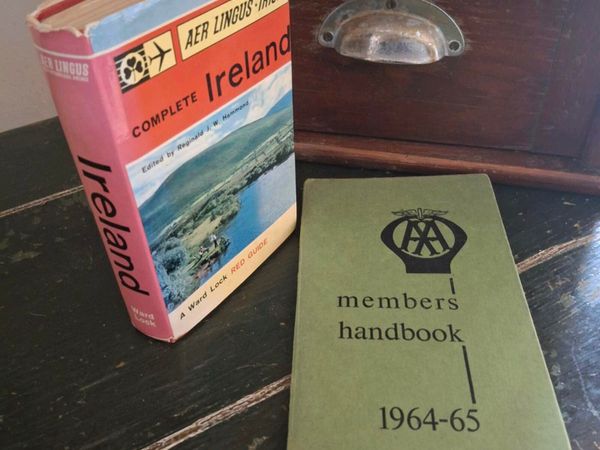 AER LINGUS
Ireland
Ward
Lock
AER LINGUS
COMPLETE Ireland
Edited by Reginald J. W. Hammond
A Ward Lock RED GUIDE
AA
members
handbook
1964-65